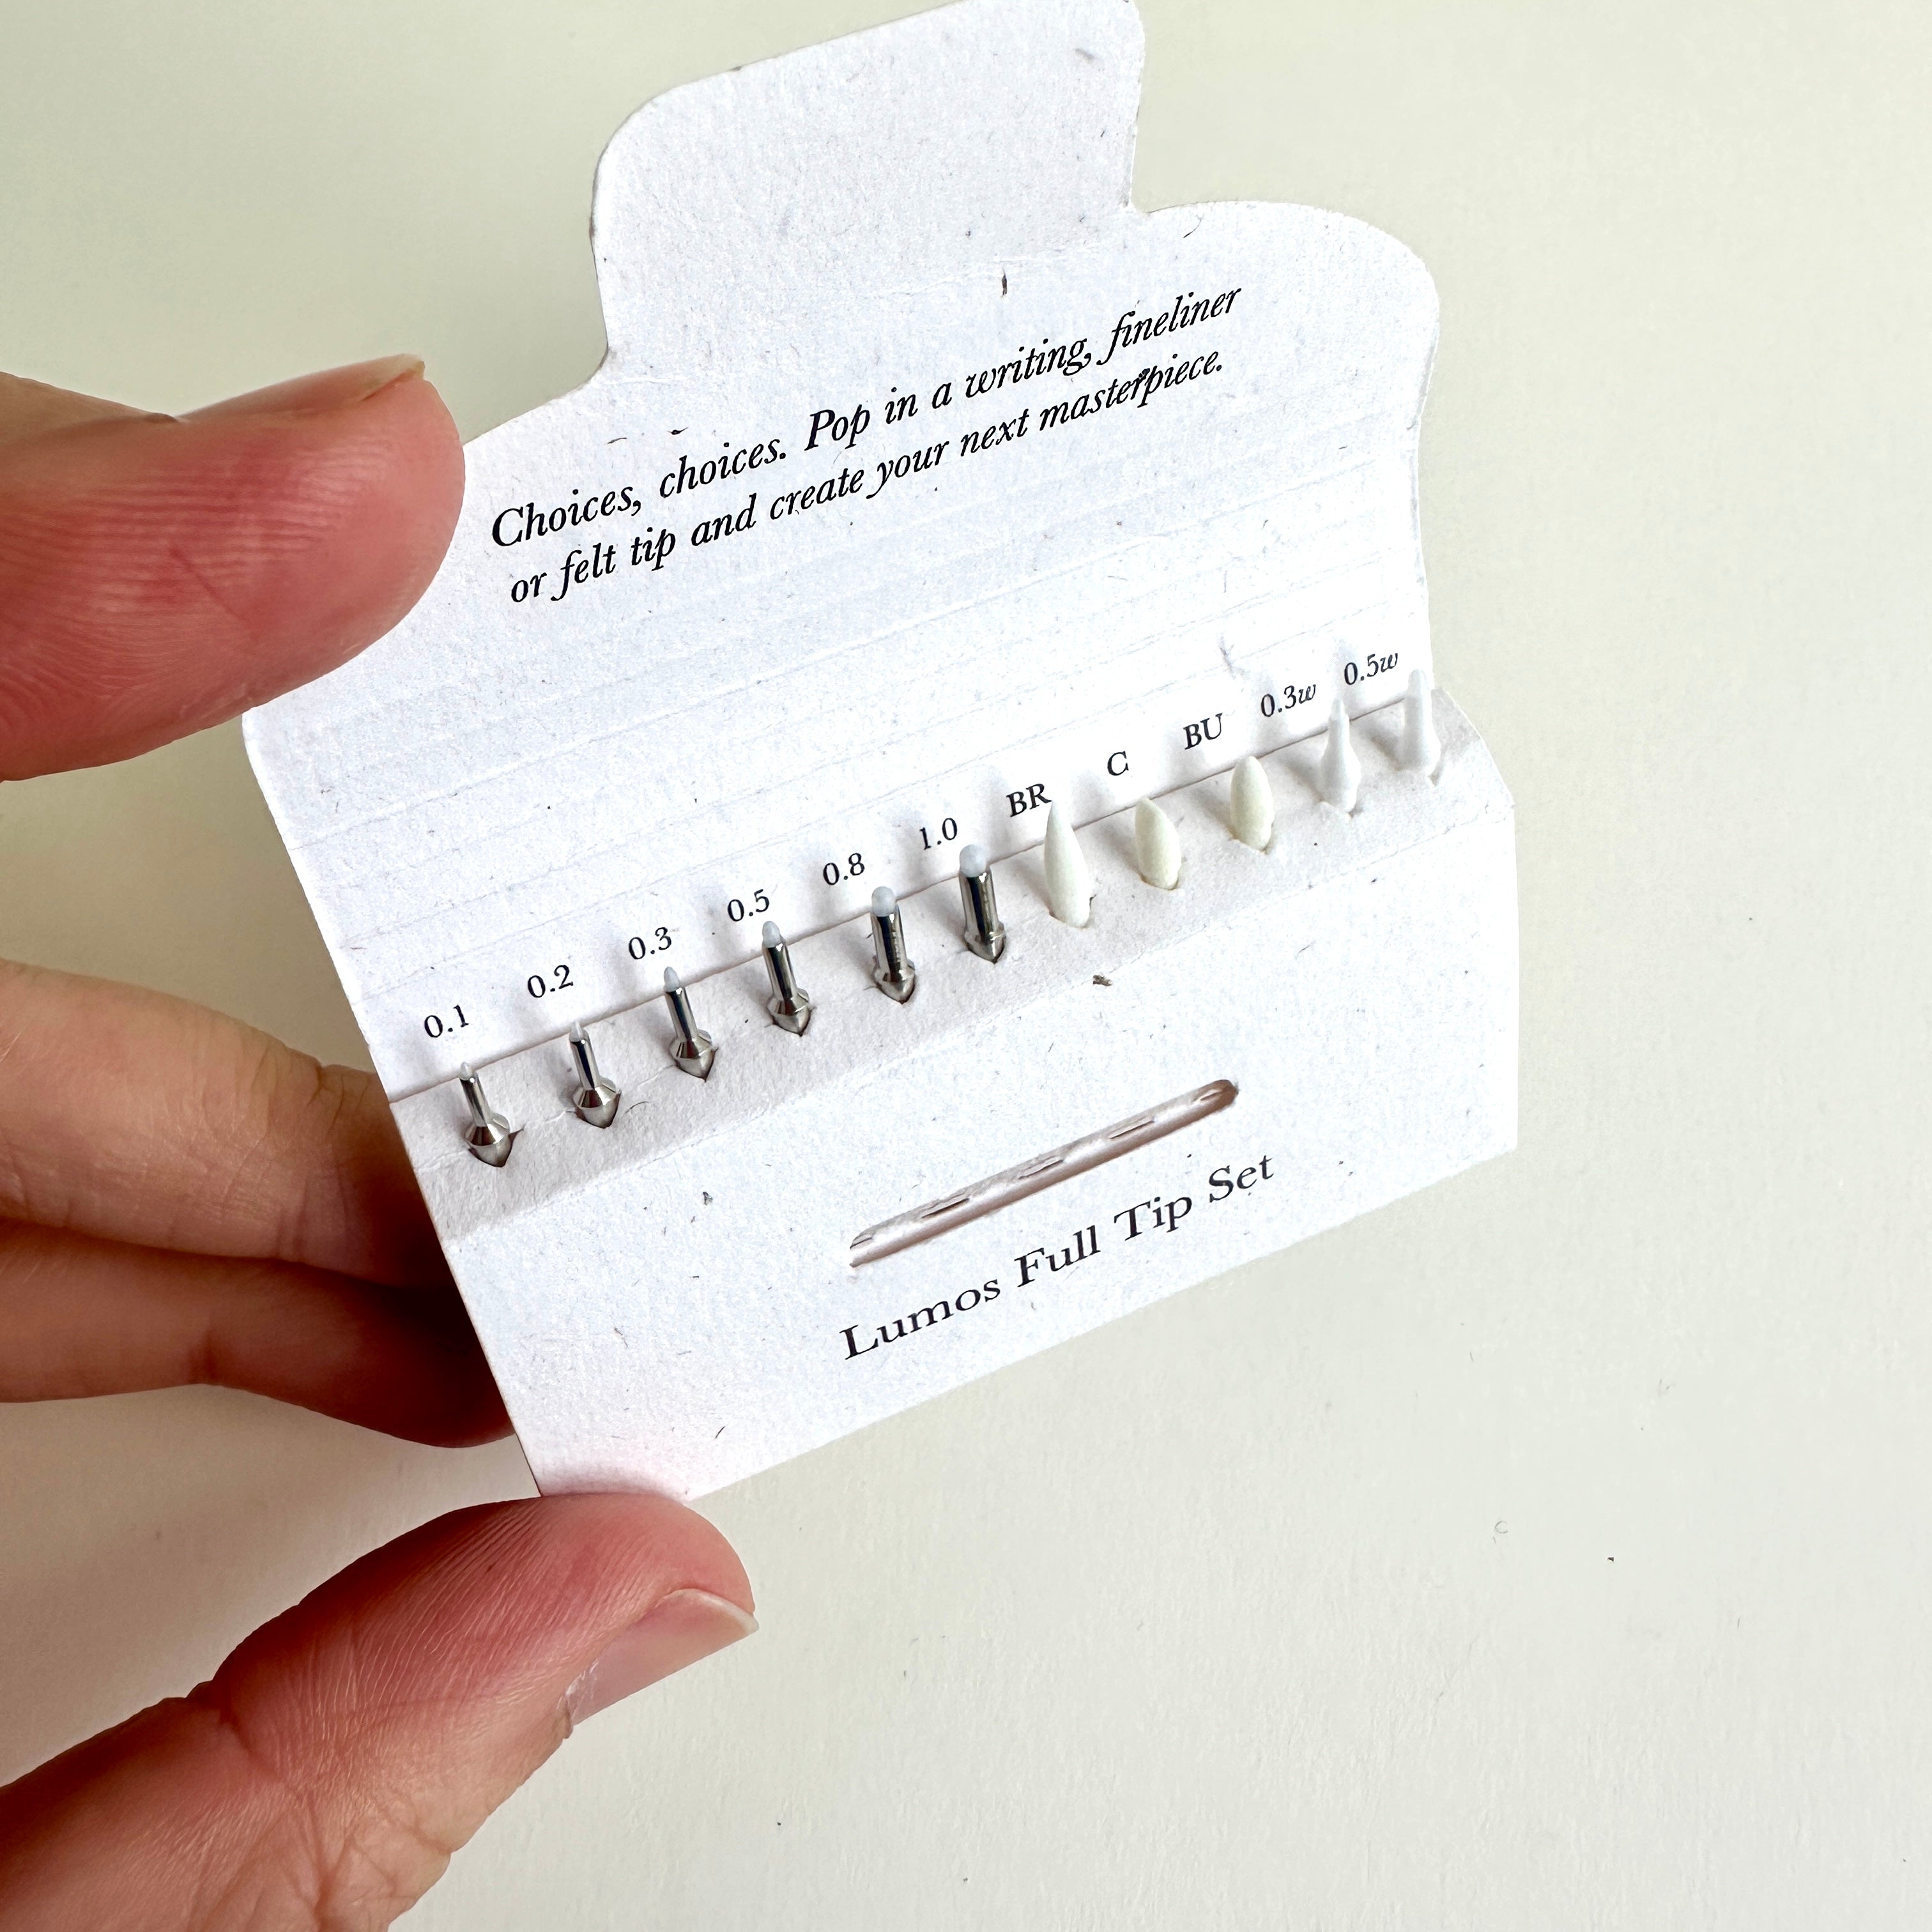 Choices, choices. Pop in a writing, fineliner
or felt tip and create your next masterpiece.
0.1 0.2 0.3 0.5 0.8 1.0 BR C BU 0.3w 0.5w
Lumos Full Tip Set